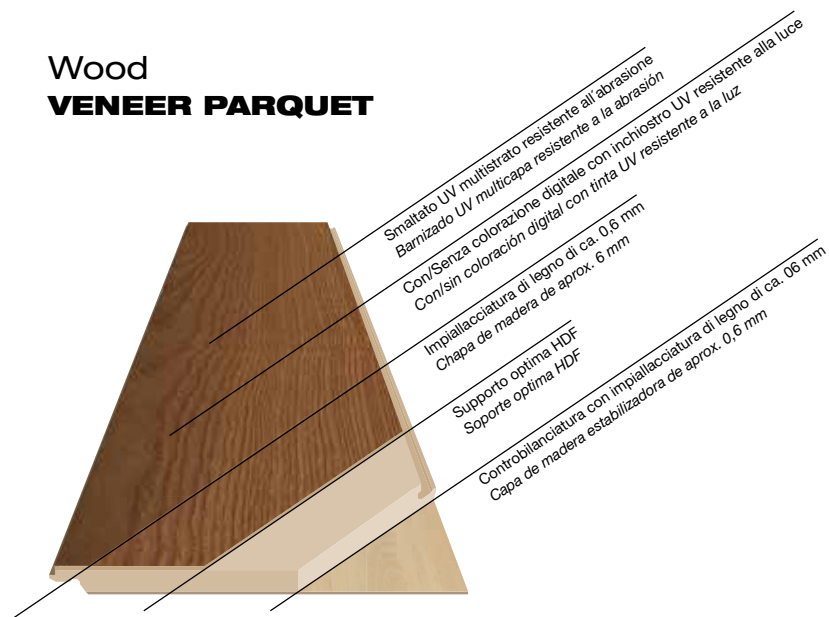 Wood
VENEER PARQUET
Smaltato UV multistrato resistente all'abrasione
Barnizado UV multicapa resistente a la abrasión
Con/Senza colorazione digitale con inchiostro UV resistente alla luce
Con/sin coloración digital con tinta UV resistente a la luz
Impiallacciatura di legno di ca. 0,6 mm
Chapa de madera de aprox. 6 mm
Supporto optima HDF
Soporte optima HDF
Controbilanciatura con impiallacciatura di legno di ca. 06 mm
Capa de madera estabilizadora de aprox. 0,6 mm